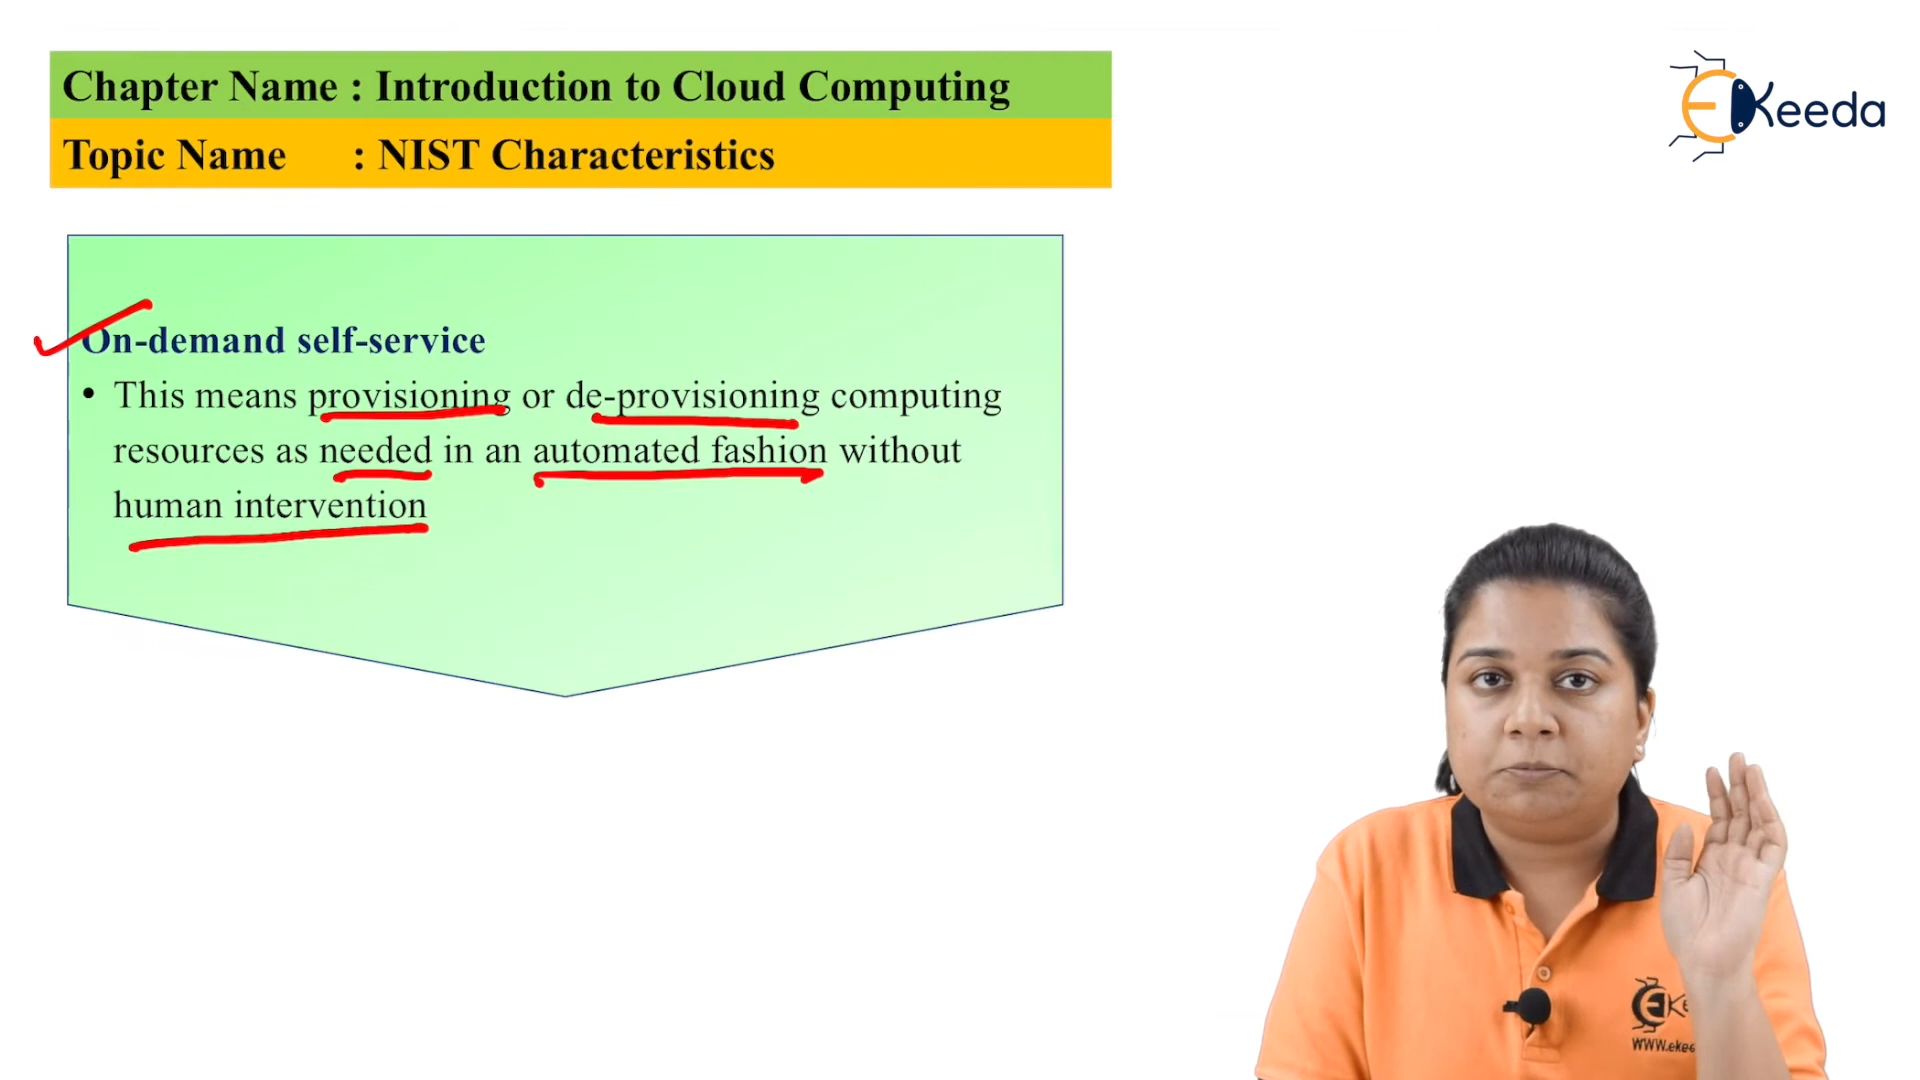 Chapter Name : Introduction to Cloud Computing
Topic Name : NIST Characteristics
EKeeda
On-demand self-service
• This means provisioning or de-provisioning computing
resources as needed in an automated fashion without
human intervention